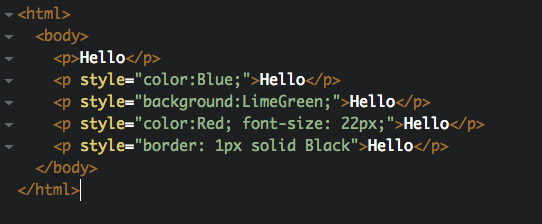 <html>
<body>
<p>Hello</p>
<p style="color:Blue;">Hello</p>
<p style="background:LimeGreen;">Hello</p>
<p style="color:Red; font-size: 22px;">Hello</p>
<p style="border: 1px solid Black">Hello</p>
</body>
</html>